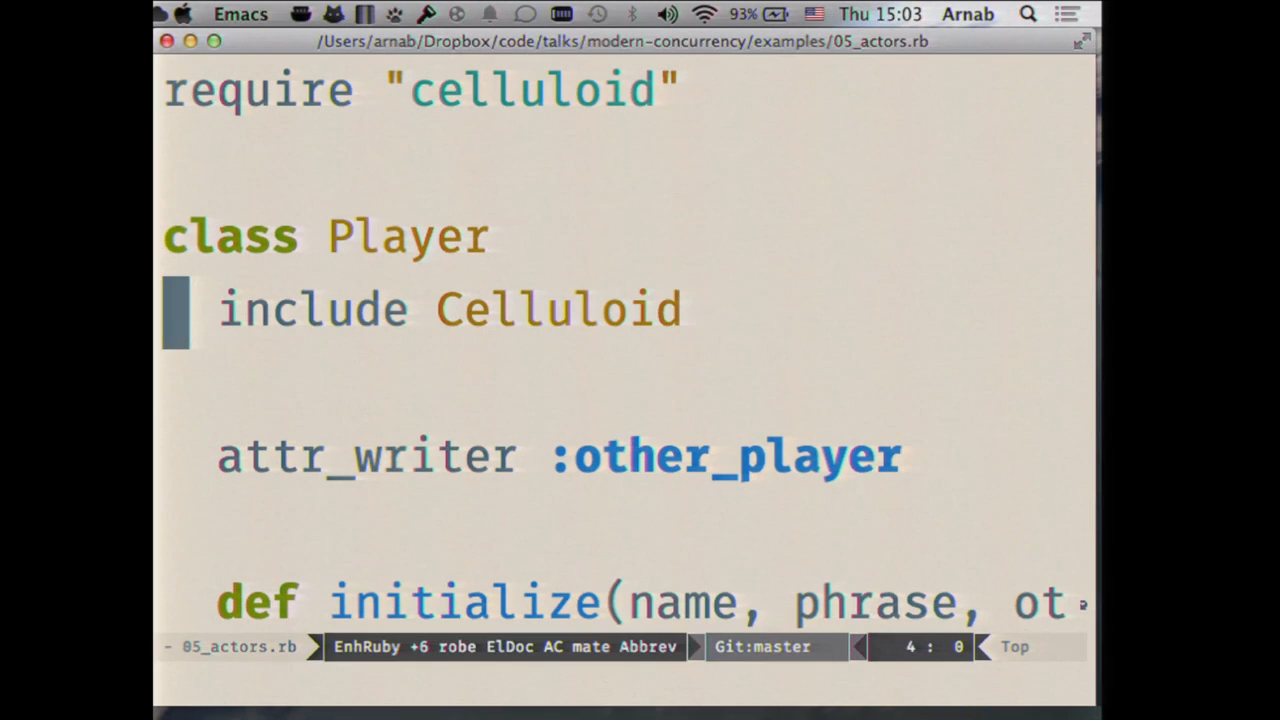 Emacs 93% Thu 15:03 Arnab
/Users/arnab/Dropbox/code/talks/modern-concurrency/examples/05_actors.rb
require "celluloid"
class Player
include Celluloid
attr_writer :other_player
def initialize(name, phrase, ot
- 05_actors.rb EnhRuby +6 robe ElDoc AC mate Abbrev Git:master 4 : 0 Top